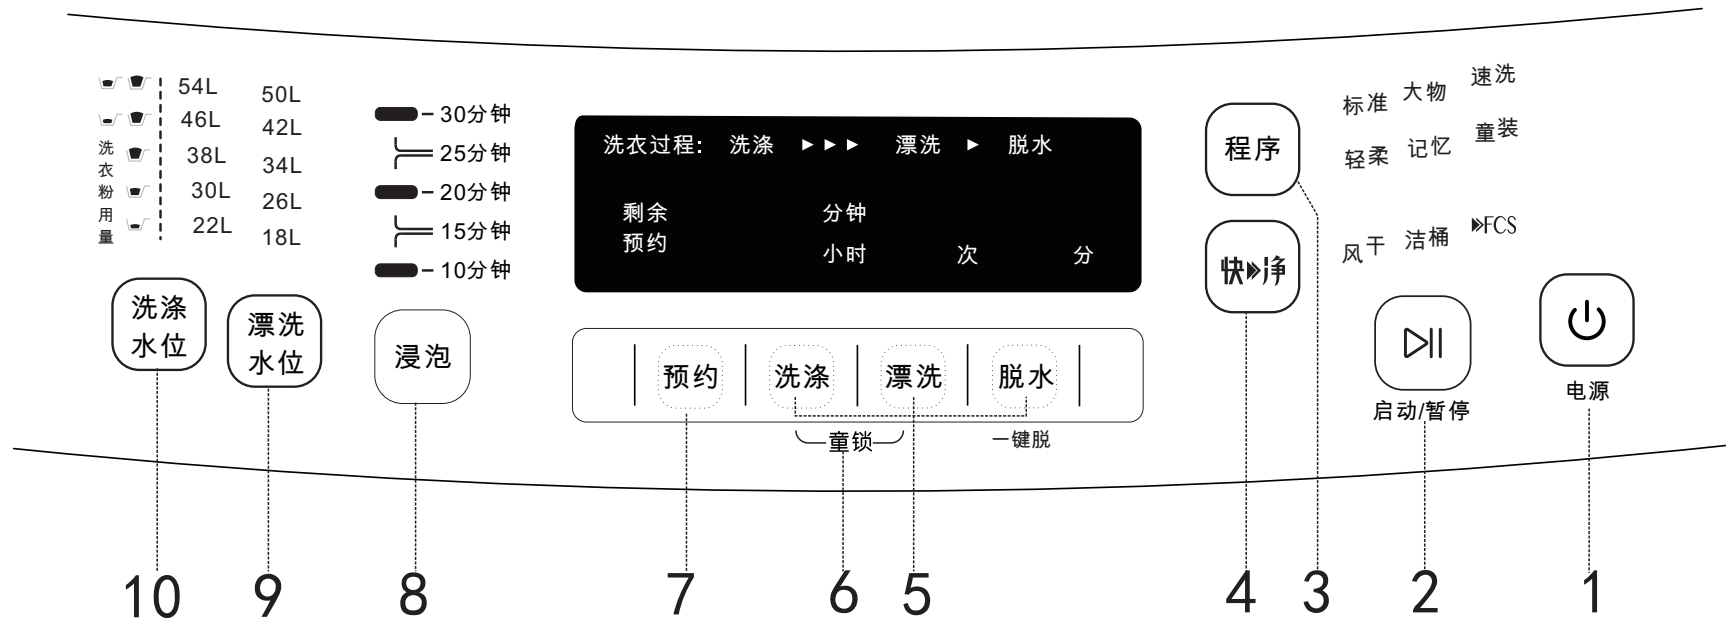 54L
50L
46L
42L
38L
34L
30L
26L
22L
18L
洗衣粉用量
洗涤水位
漂洗水位
30分钟
25分钟
20分钟
15分钟
10分钟
浸泡
洗衣过程: 洗涤 ▶▶▶ 漂洗 ▶ 脱水
剩余 分钟
预约 小时 次 分
预约 洗涤 漂洗 脱水
童锁 一键脱
程序
快净
标准 大物 速洗
轻柔 记忆 童装
风干 洁桶 FCS
启动/暂停
电源
10 9 8 7 6 5 4 3 2 1